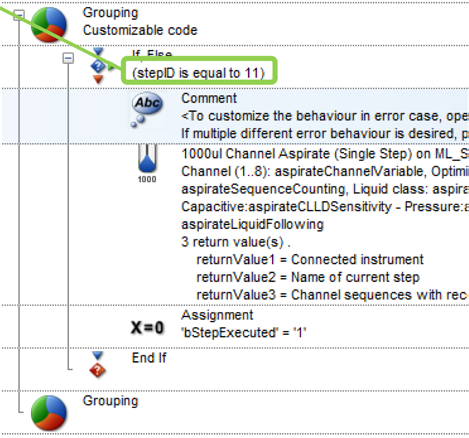 Grouping
Customizable code
If, Else
(stepID is equal to 11)
Abc
Comment
<To customize the behaviour in error case, ope
If multiple different error behaviour is desired, p
1000ul Channel Aspirate (Single Step) on ML_S
Channel (1..8): aspirateChannelVariable, Optimi
aspirateSequenceCounting, Liquid class: aspira
Capacitive:aspirateCLLDSensitivity - Pressure:a
aspirateLiquidFollowing
1000
3 return value(s) .
returnValue1 = Connected instrument
returnValue2 = Name of current step
returnValue3 = Channel sequences with rec
X=0
Assignment
'bStepExecuted' = '1'
End If
Grouping